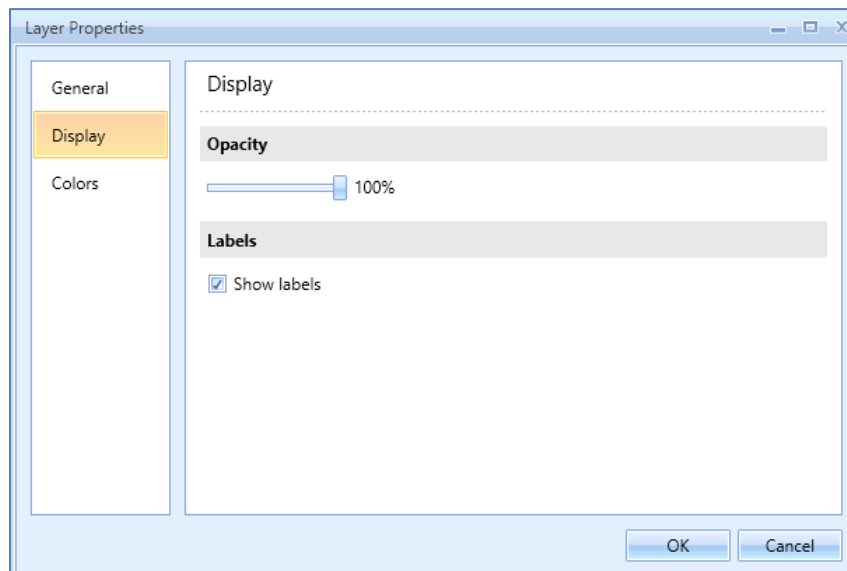 Layer Properties
General
Display
Colors
Display
Opacity
100%
Labels
Show labels
OK
Cancel